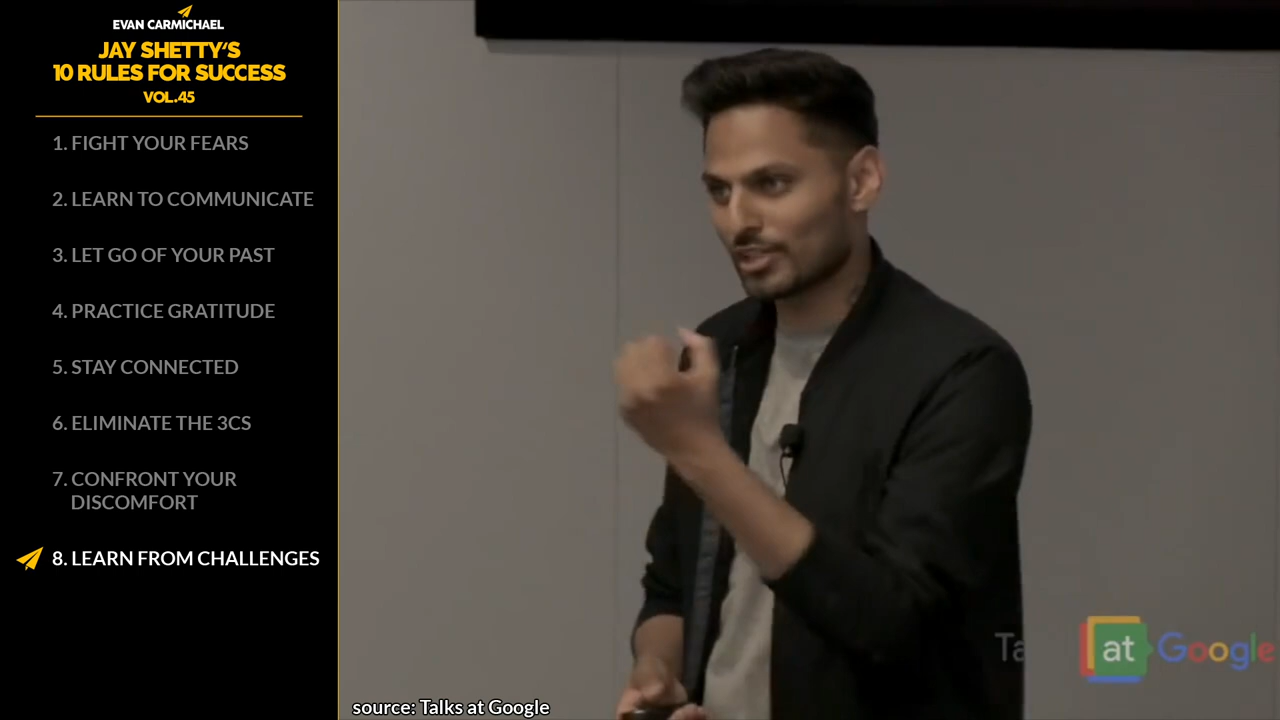 EVAN CARMICHAEL
JAY SHETTY'S
10 RULES FOR SUCCESS
VOL.45
1. FIGHT YOUR FEARS
2. LEARN TO COMMUNICATE
3. LET GO OF YOUR PAST
4. PRACTICE GRATITUDE
5. STAY CONNECTED
6. ELIMINATE THE 3CS
7. CONFRONT YOUR
DISCOMFORT
8. LEARN FROM CHALLENGES
Ta at Google
source: Talks at Google